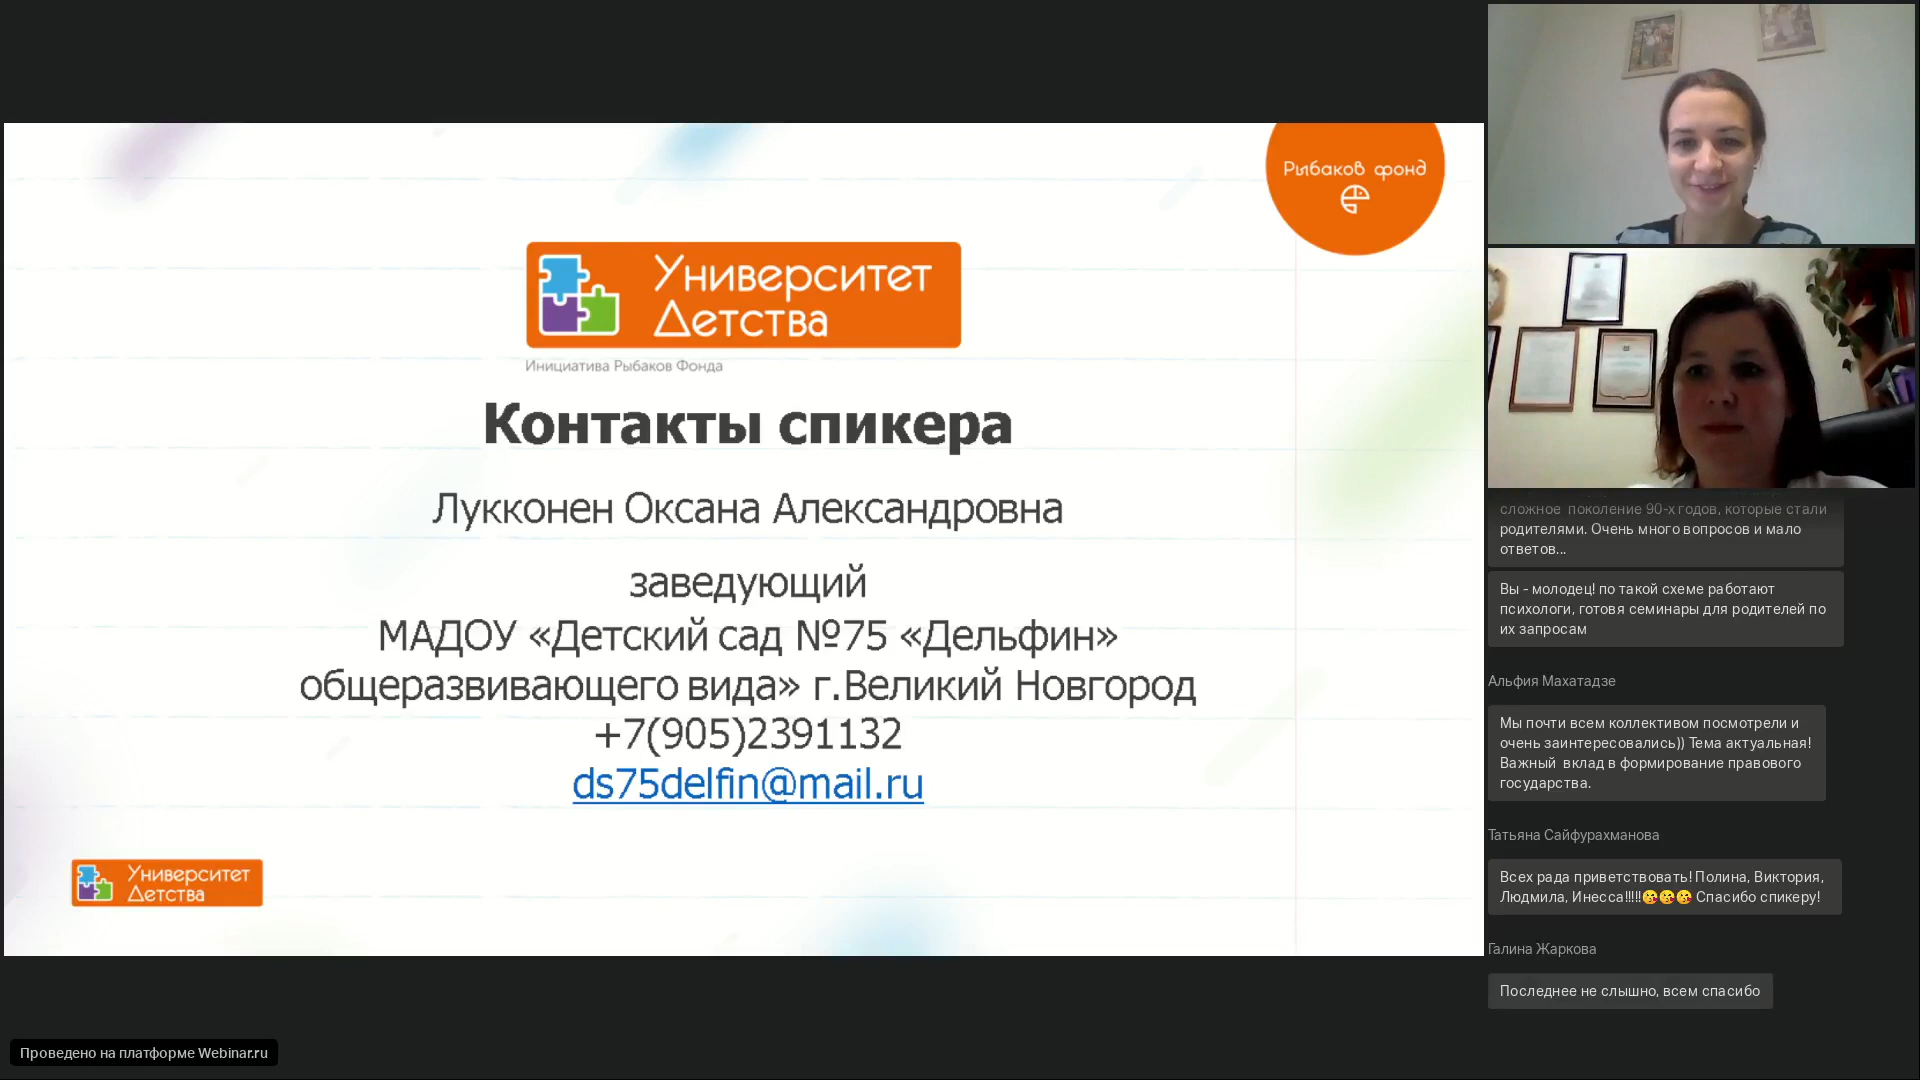 Рыбаков фонд
Университет
Детства
Инициатива Рыбаков Фонда
Контакты спикера
Лукконен Оксана Александровна
заведующий
МАДОУ «Детский сад №75 «Дельфин»
общеразвивающего вида» г.Великий Новгород
+7(905)2391132
ds75delfin@mail.ru
Университет
Детства
Проведено на платформе Webinar.ru
сложное поколение 90-х годов, которые стали
родителями. Очень много вопросов и мало
ответов...
Вы - молодец! по такой схеме работают
психологи, готовя семинары для родителей по
их запросам
Альфия Махатадзе
Мы почти всем коллективом посмотрели и
очень заинтересовались)) Тема актуальная!
Важный вклад в формирование правового
государства.
Татьяна Сайфурахманова
Всех рада приветствовать! Полина, Виктория,
Людмила, Инесса!!!!!😘😘😘 Спасибо спикеру!
Галина Жаркова
Последнее не слышно, всем спасибо